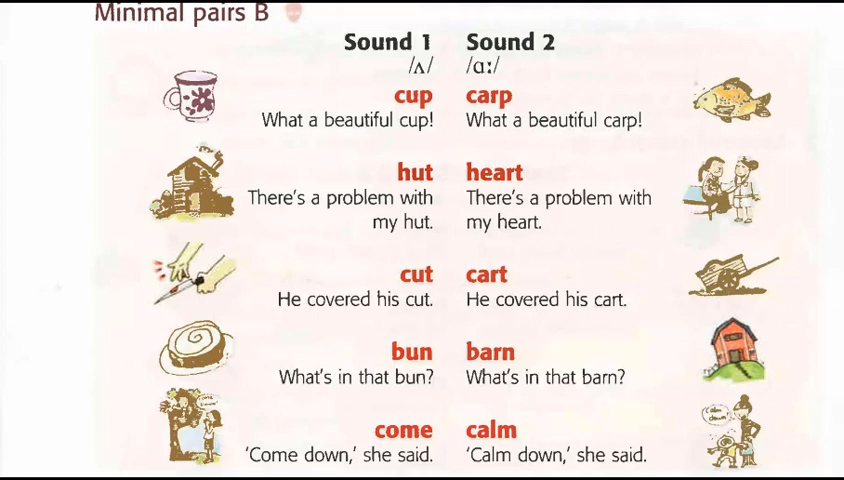 Minimal pairs B
Sound 1 Sound 2
/ʌ/ /ɑː/
cup carp
What a beautiful cup! What a beautiful carp!
hut heart
There's a problem with There's a problem with
my hut. my heart.
cut cart
He covered his cut. He covered his cart.
bun barn
What's in that bun? What's in that barn?
come calm
'Calm down'
'Come down,' she said. 'Calm down,' she said.